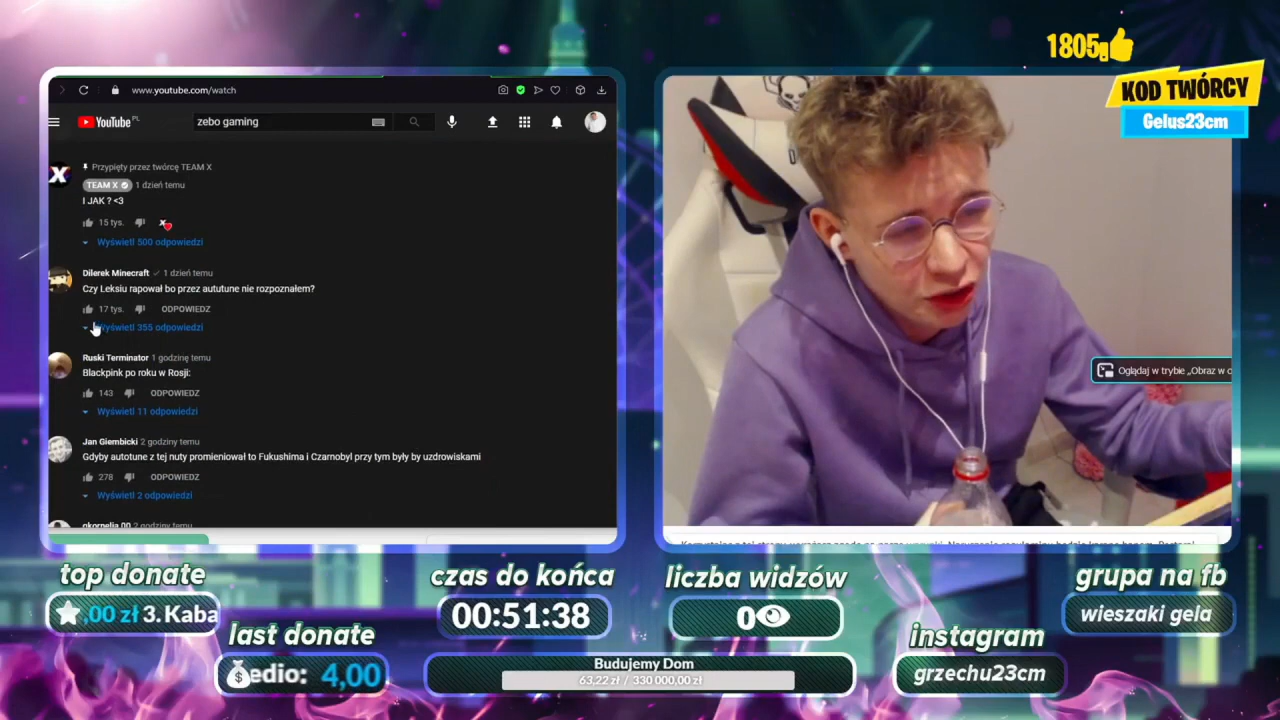 1805
KOD TWÓRCY
Gelus23cm
www.youtube.com/watch
YouTube PL
zebo gaming
Przypięty przez twórcę TEAM X
TEAM X 1 dzień temu
I JAK ? <3
15 tys.
Wyświetl 500 odpowiedzi
Dilerek Minecraft 1 dzień temu
Czy Leksiu rapował bo przez aututune nie rozpoznałem?
17 tys. ODPOWIEDZ
Wyświetl 355 odpowiedzi
Ruski Terminator 1 godzinę temu
Blackpink po roku w Rosji:
143 ODPOWIEDZ
Wyświetl 11 odpowiedzi
Jan Giembicki 2 godziny temu
Gdyby autotune z tej nuty promieniował to Fukushima i Czarnobyl przy tym były by uzdrowiskami
278 ODPOWIEDZ
Wyświetl 2 odpowiedzi
gkornelia 00 2 godziny temu
Oglądaj w trybie „Obraz w o
top donate
,00 zł 3. Kaba
last donate
edio: 4,00
czas do końca
00:51:38
liczba widzów
0
Budujemy Dom
63,22 zł / 330 000,00 zł
instagram
grzechu23cm
grupa na fb
wieszaki gela